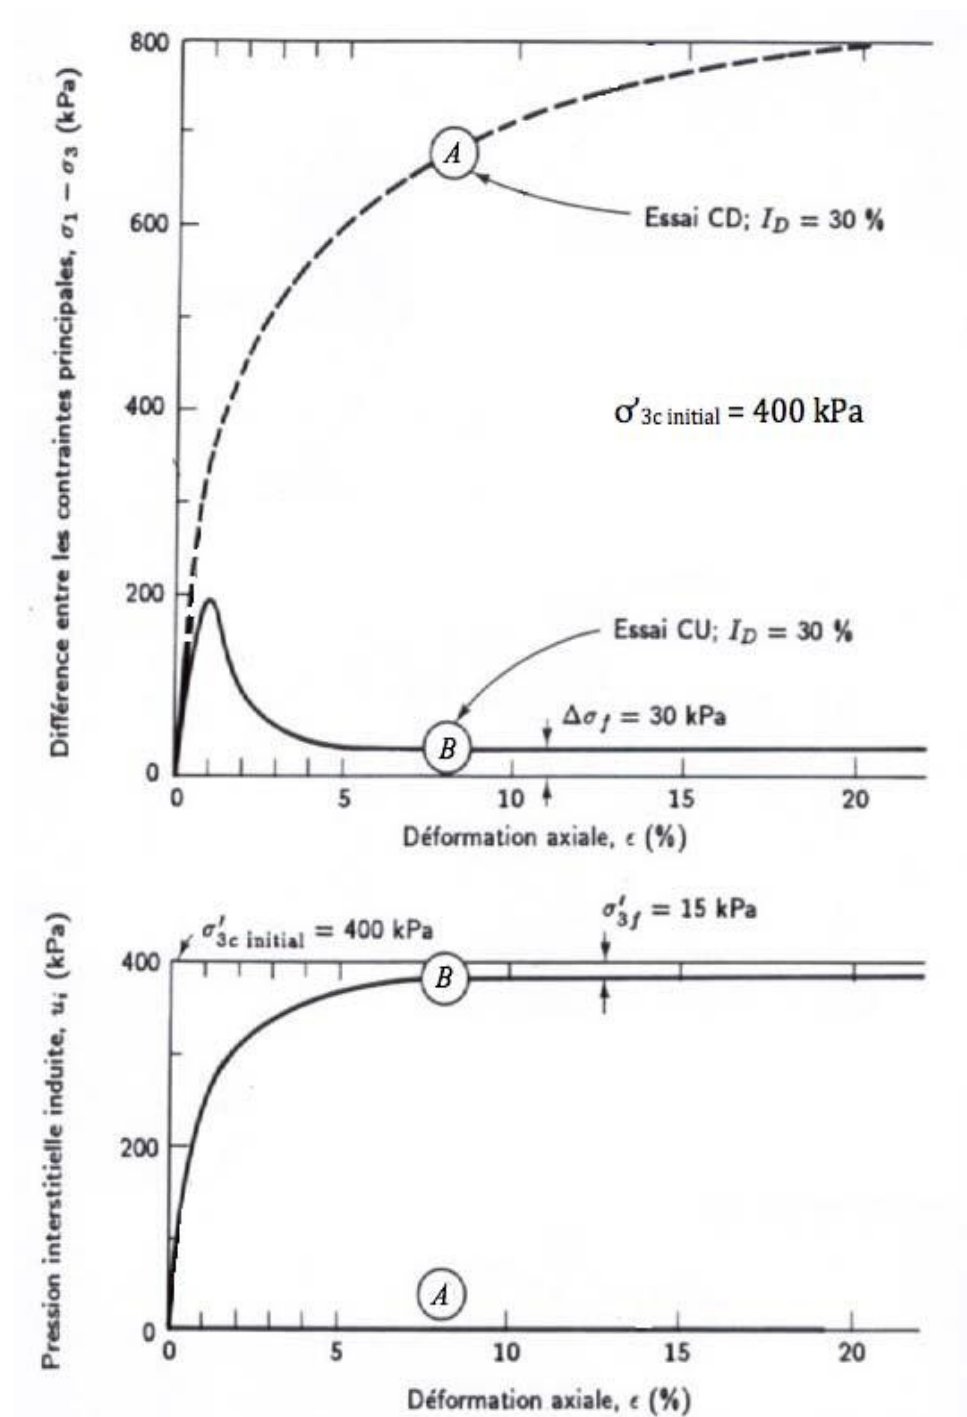 Différence entre les contraintes principales, σ₁ − σ₃ (kPa)
800
600
400
200
0
A
Essai CD; I_D = 30 %
σ'3c initial = 400 kPa
Essai CU; I_D = 30 %
Δσ_f = 30 kPa
B
0 5 10 15 20
Déformation axiale, ϵ (%)
Pression interstitielle induite, u_i (kPa)
σ'3c initial = 400 kPa
σ'3f = 15 kPa
400
200
0
B
A
0 5 10 15 20
Déformation axiale, ϵ (%)